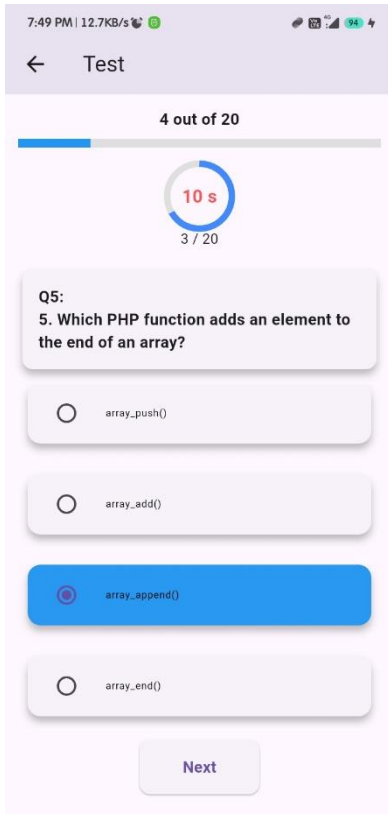 7:49 PM | 12.7KB/s
4G
94
Test
4 out of 20
10 s
3 / 20
Q5:
5. Which PHP function adds an element to
the end of an array?
array_push()
array_add()
array_append()
array_end()
Next